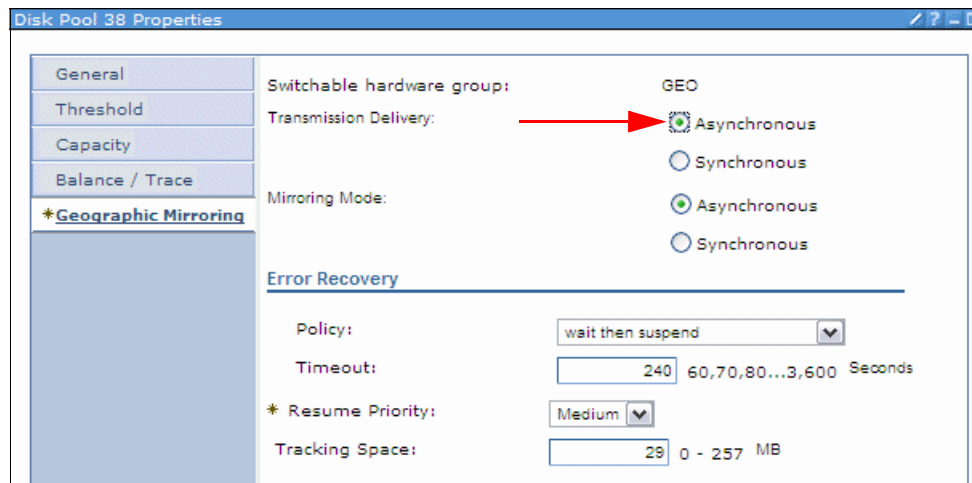 Disk Pool 38 Properties
General
Threshold
Capacity
Balance / Trace
*Geographic Mirroring
Switchable hardware group: GEO
Transmission Delivery: Asynchronous
Synchronous
Mirroring Mode: Asynchronous
Synchronous
Error Recovery
Policy: wait then suspend
Timeout: 240 60,70,80...3,600 Seconds
* Resume Priority: Medium
Tracking Space: 29 0 - 257 MB